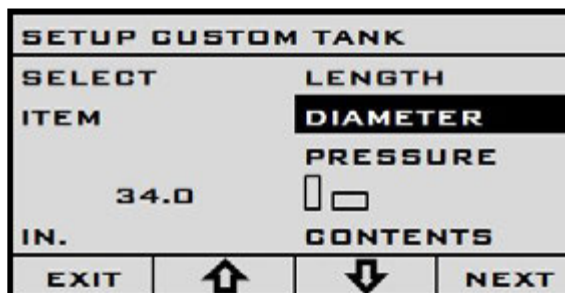 SETUP CUSTOM TANK
SELECT LENGTH
ITEM DIAMETER
PRESSURE
34.0
IN. CONTENTS
EXIT NEXT